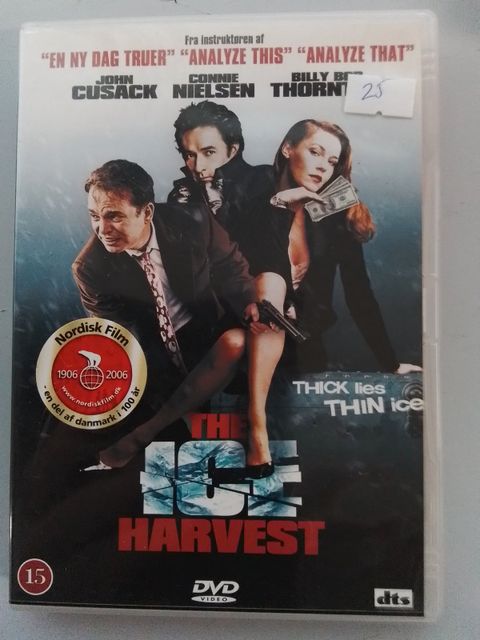 Fra instruktøren af
"EN NY DAG TRUER" "ANALYZE THIS" "ANALYZE THAT"
JOHN CUSACK
CONNIE NIELSEN
BILLY BOB
25
Nordisk Film
1906 2006
www.nordiskfilm.dk
- en del af danmark i 100 år
THICK lies
THIN ice
THE
ICE
HARVEST
15
DVD
VIDEO
dts